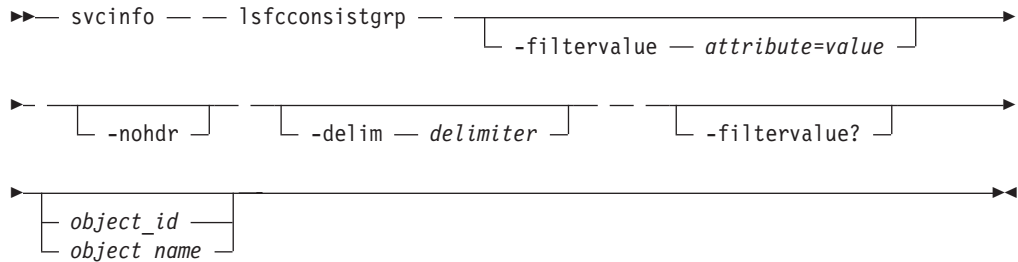 svcinfo lsfcconsistgrp
-filtervalue attribute=value
-nohdr -delim delimiter -filtervalue?
object_id
object name